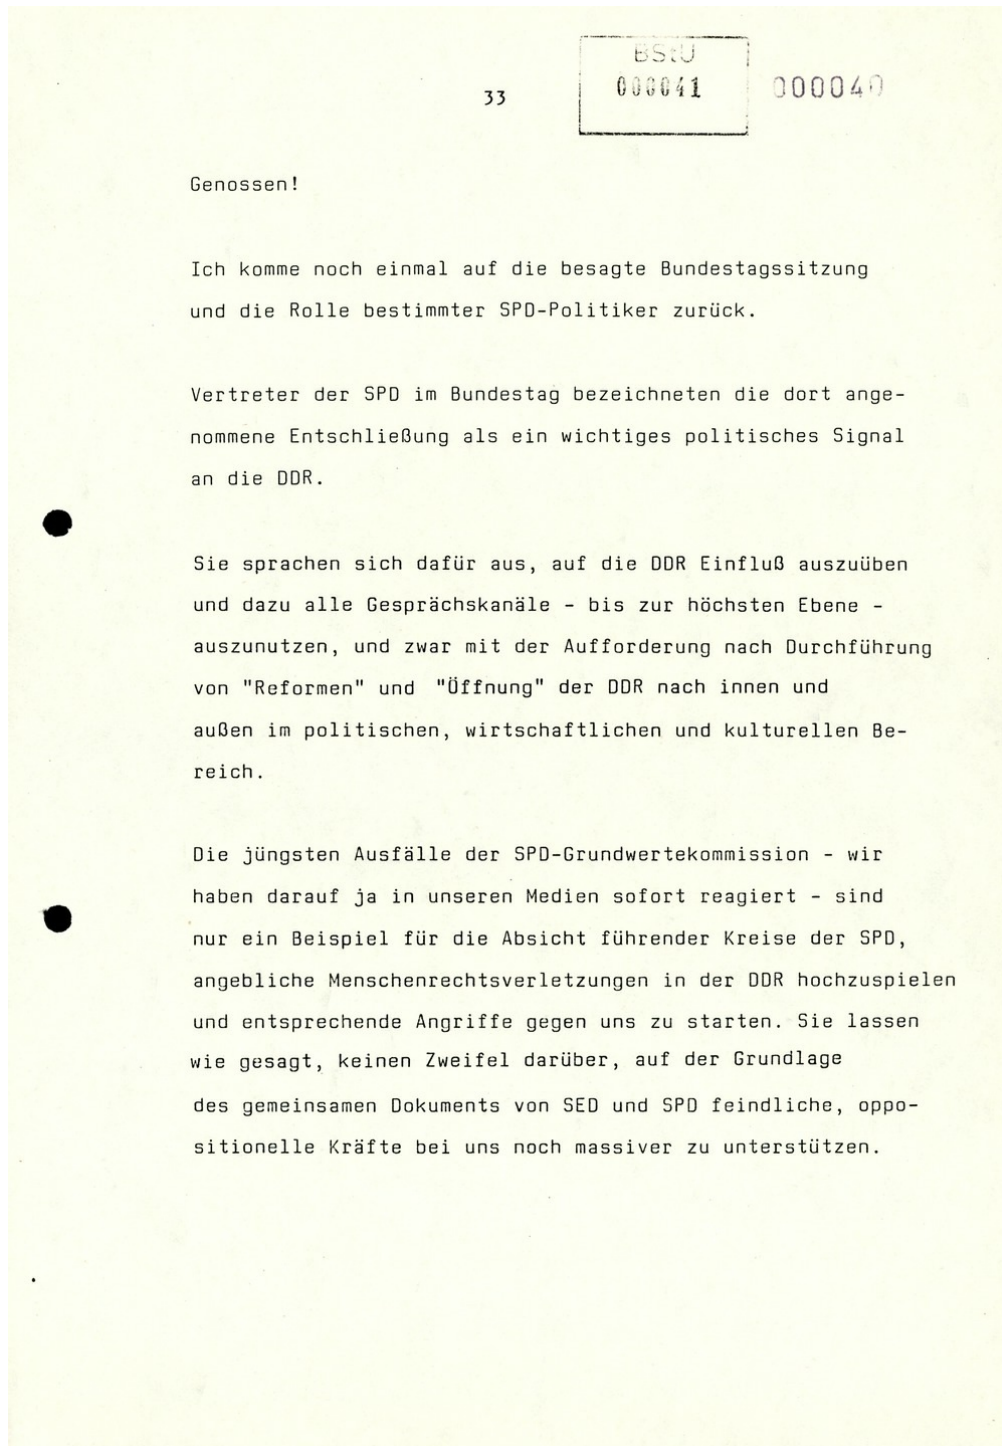 BStU
000041
000040
33
Genossen!
Ich komme noch einmal auf die besagte Bundestagssitzung
und die Rolle bestimmter SPD-Politiker zurück.
Vertreter der SPD im Bundestag bezeichneten die dort ange-
nommene Entschließung als ein wichtiges politisches Signal
an die DDR.
Sie sprachen sich dafür aus, auf die DDR Einfluß auszuüben
und dazu alle Gesprächskanäle - bis zur höchsten Ebene -
auszunutzen, und zwar mit der Aufforderung nach Durchführung
von "Reformen" und "Öffnung" der DDR nach innen und
außen im politischen, wirtschaftlichen und kulturellen Be-
reich.
Die jüngsten Ausfälle der SPD-Grundwertekommission - wir
haben darauf ja in unseren Medien sofort reagiert - sind
nur ein Beispiel für die Absicht führender Kreise der SPD,
angebliche Menschenrechtsverletzungen in der DDR hochzuspielen
und entsprechende Angriffe gegen uns zu starten. Sie lassen
wie gesagt, keinen Zweifel darüber, auf der Grundlage
des gemeinsamen Dokuments von SED und SPD feindliche, oppo-
sitionelle Kräfte bei uns noch massiver zu unterstützen.